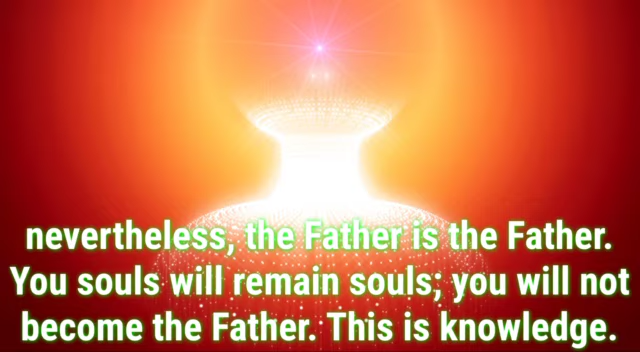 nevertheless, the Father is the Father.
You souls will remain souls; you will not
become the Father. This is knowledge.